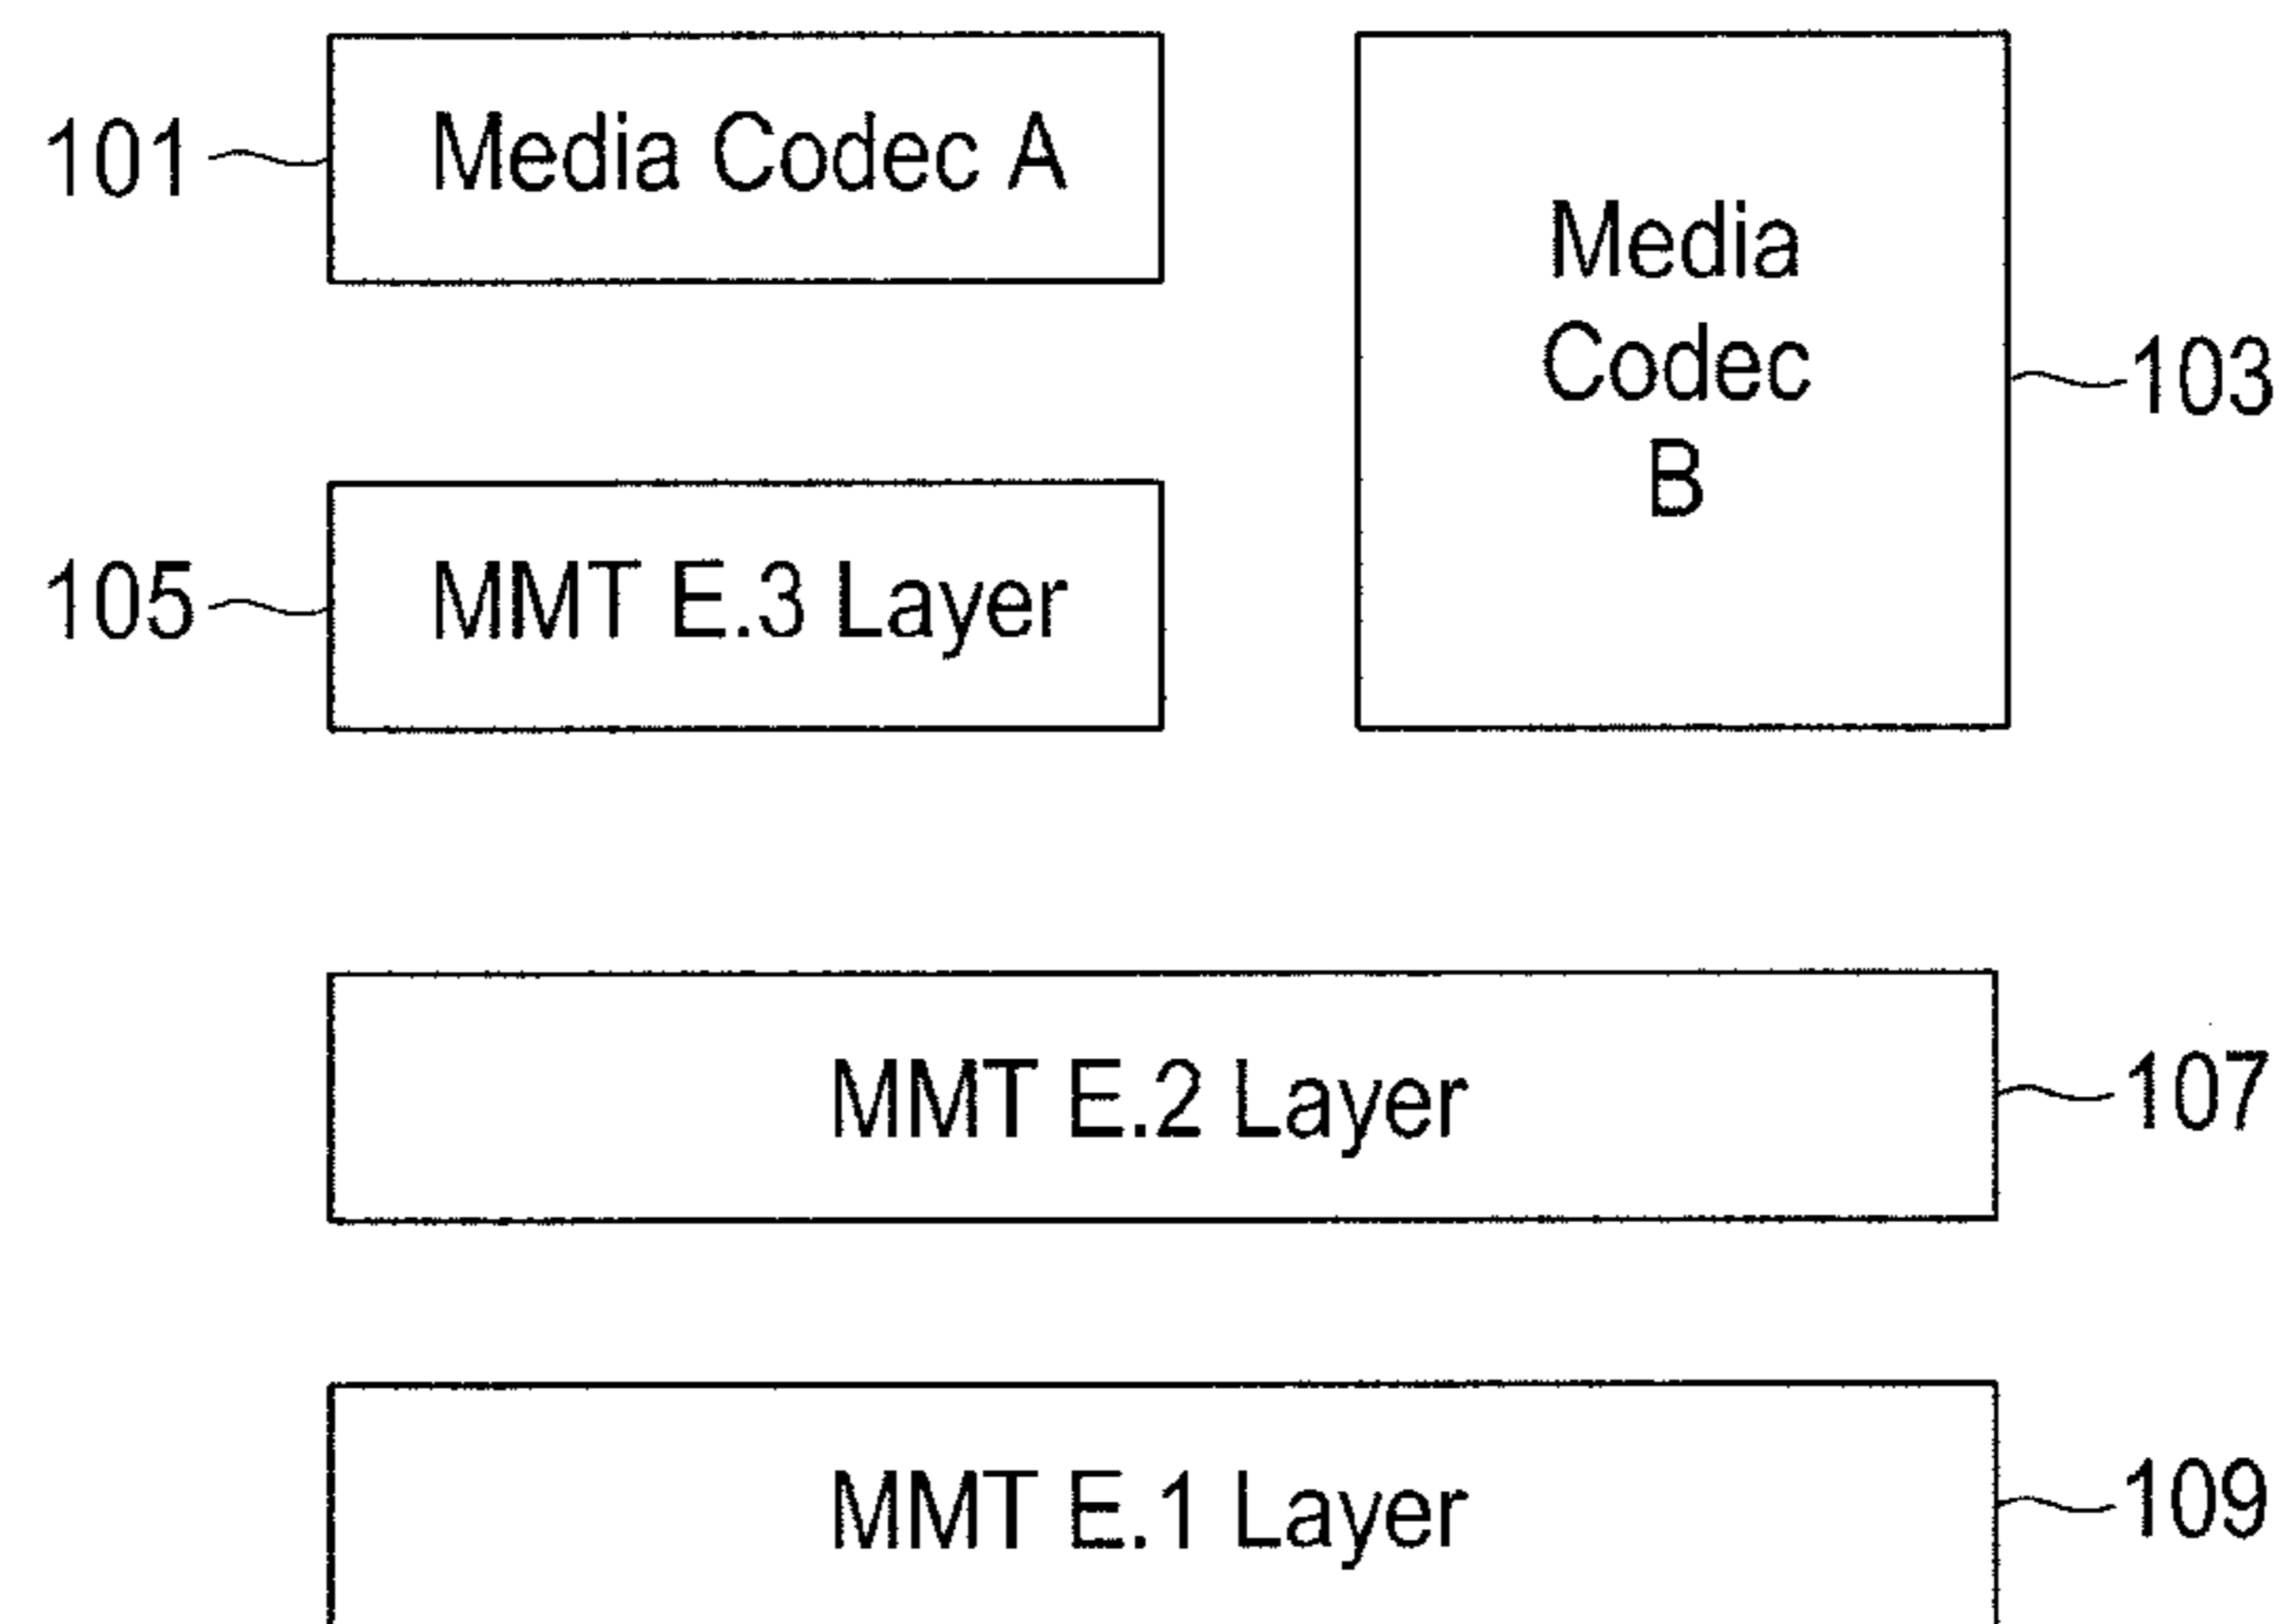 101
Media Codec A
Media
Codec
B
103
105
MMT E.3 Layer
MMT E.2 Layer
107
MMT E.1 Layer
109